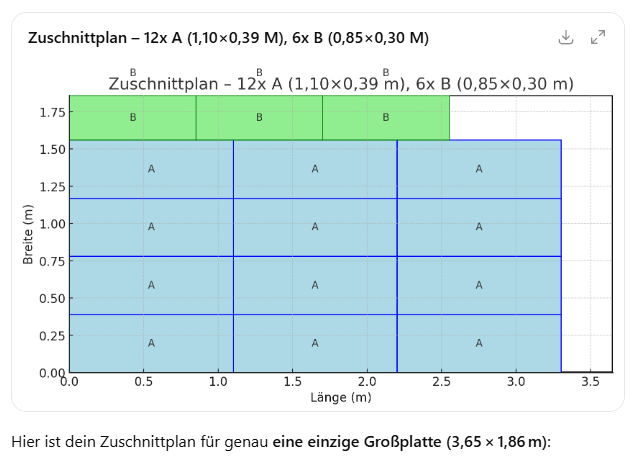 Zuschnittplan – 12x A (1,10×0,39 M), 6x B (0,85×0,30 M)
B B B
Zuschnittplan – 12x A (1,10×0,39 m), 6x B (0,85×0,30 m)
1.75 B B B
1.50
A A A
1.25
1.00 A A A
Breite (m)
0.75
A A A
0.50
0.25 A A A
0.00
0.0 0.5 1.0 1.5 2.0 2.5 3.0 3.5
Länge (m)
Hier ist dein Zuschnittplan für genau eine einzige Großplatte (3,65 × 1,86 m):